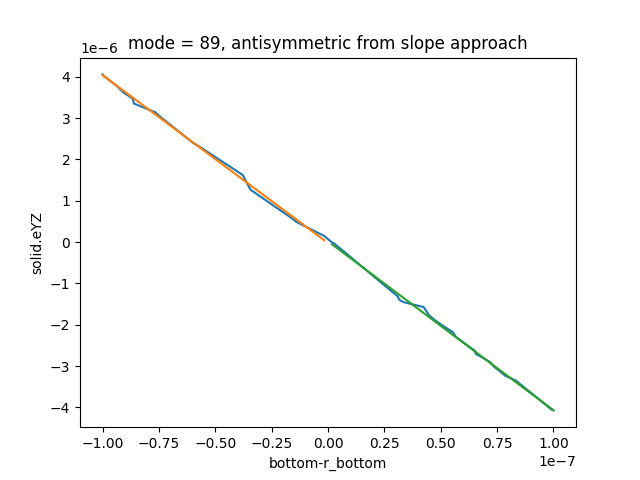 mode = 89, antisymmetric from slope approach
1e−6
4
3
2
1
0
−1
−2
−3
−4
solid.eYZ
−1.00 −0.75 −0.50 −0.25 0.00 0.25 0.50 0.75 1.00
bottom-r_bottom
1e−7